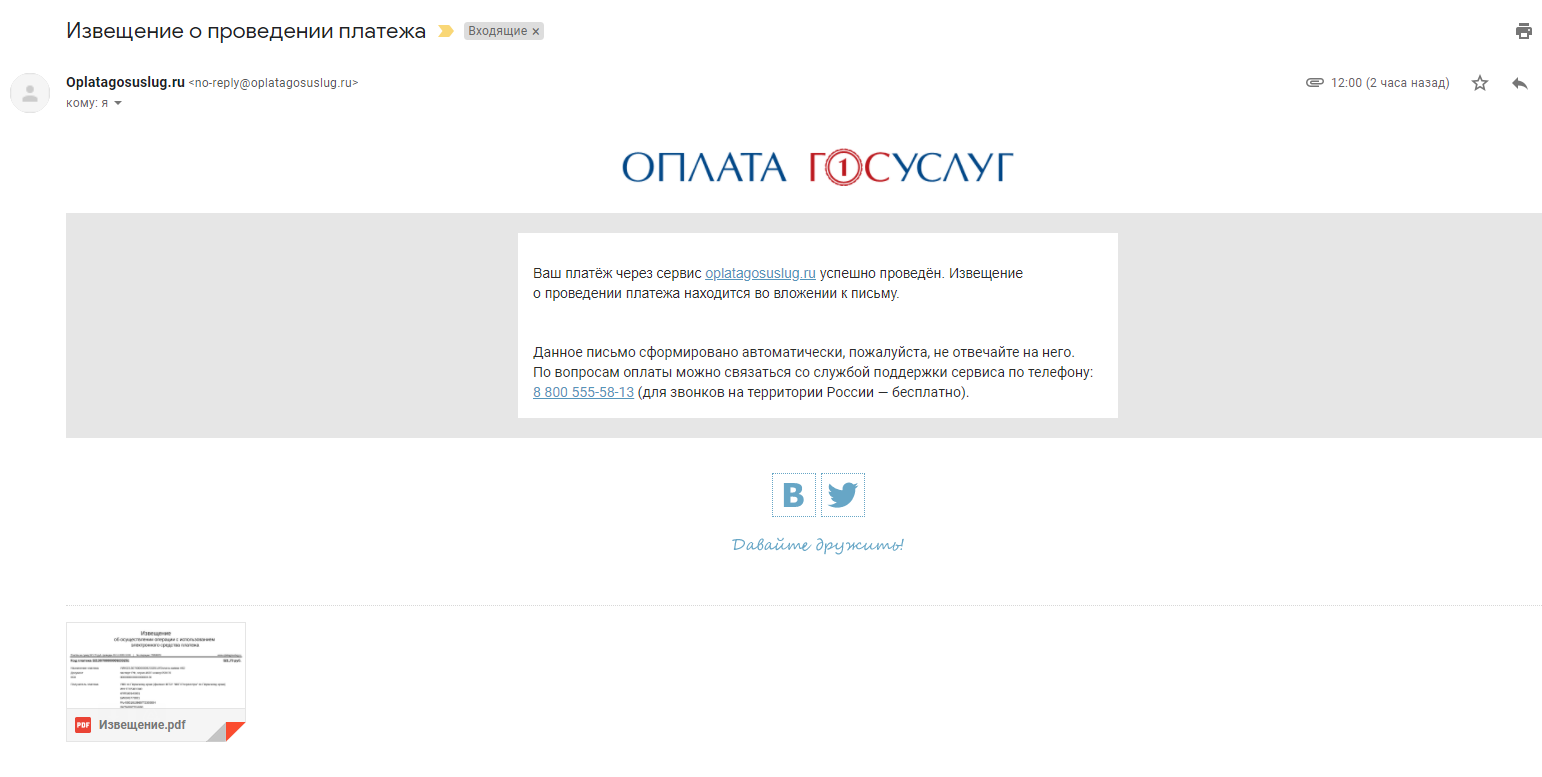 Извещение о проведении платежа Входящие ×
Oplatagosuslug.ru <no-reply@oplatagosuslug.ru> 12:00 (2 часа назад)
кому: я
ОПЛАТА ГОСУСЛУГ
Ваш платёж через сервис oplatagosuslug.ru успешно проведён. Извещение
о проведении платежа находится во вложении к письму.
Данное письмо сформировано автоматически, пожалуйста, не отвечайте на него.
По вопросам оплаты можно связаться со службой поддержки сервиса по телефону:
8 800 555-58-13 (для звонков на территории России — бесплатно).
В
Давайте дружить!
Извещение
об осуществлении операции с использованием
электронного средства платежа
PDF Извещение.pdf